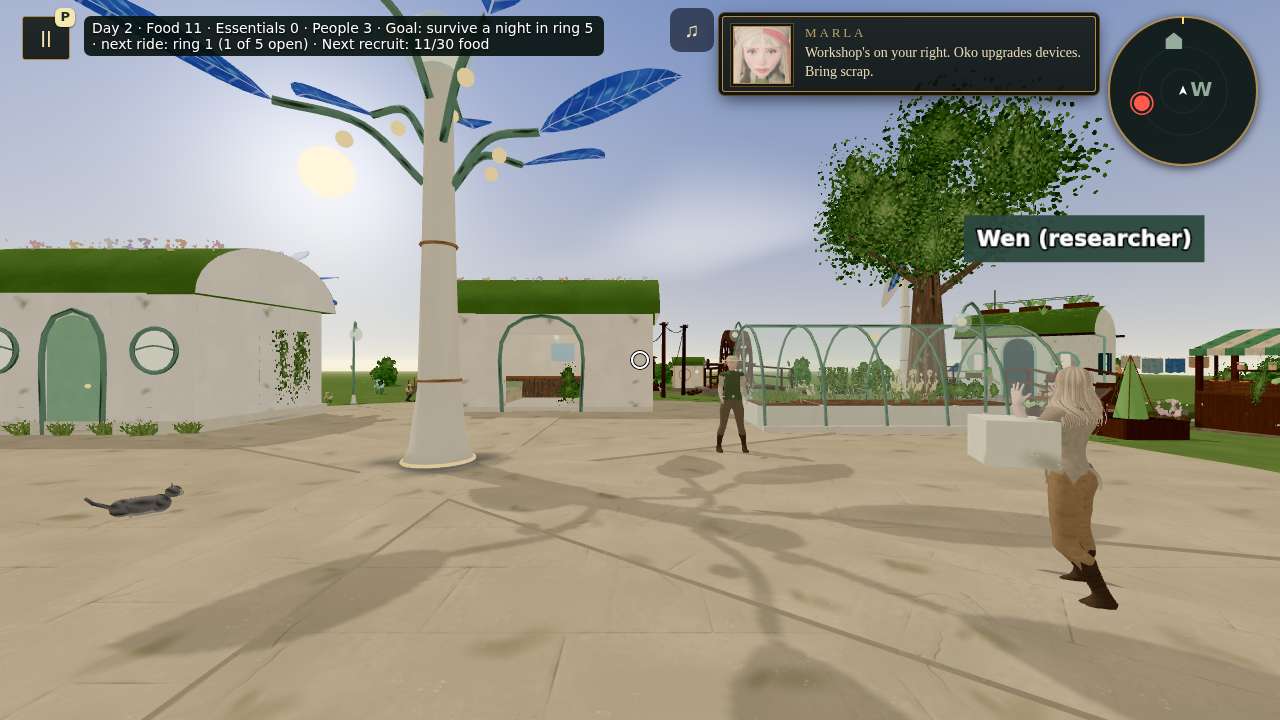 P
Day 2 · Food 11 · Essentials 0 · People 3 · Goal: survive a night in ring 5
· next ride: ring 1 (1 of 5 open) · Next recruit: 11/30 food
MARLA
Workshop's on your right. Oko upgrades devices.
Bring scrap.
W
Wen (researcher)